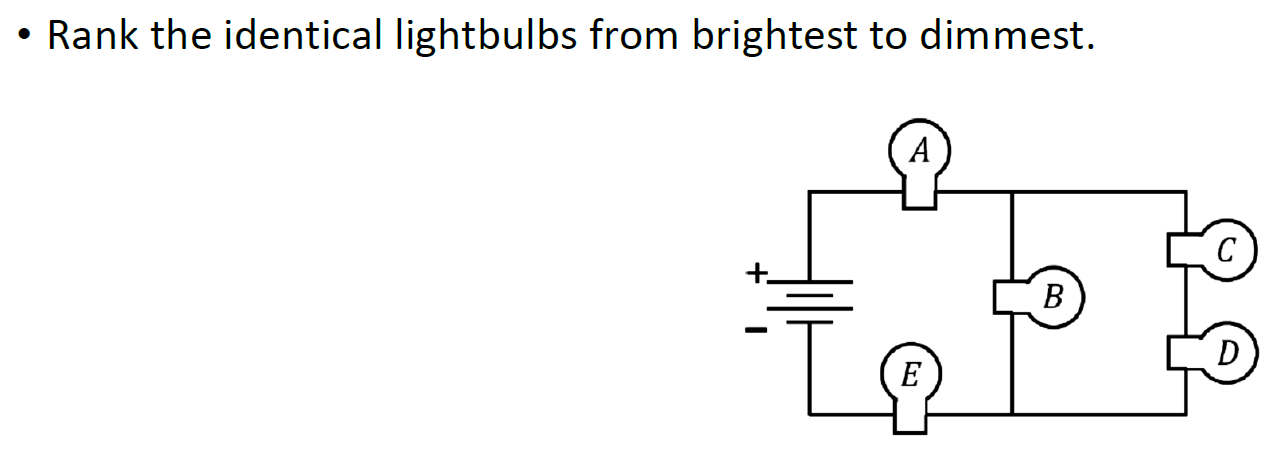 • Rank the identical lightbulbs from brightest to dimmest.
A
+
C
B
−
D
E